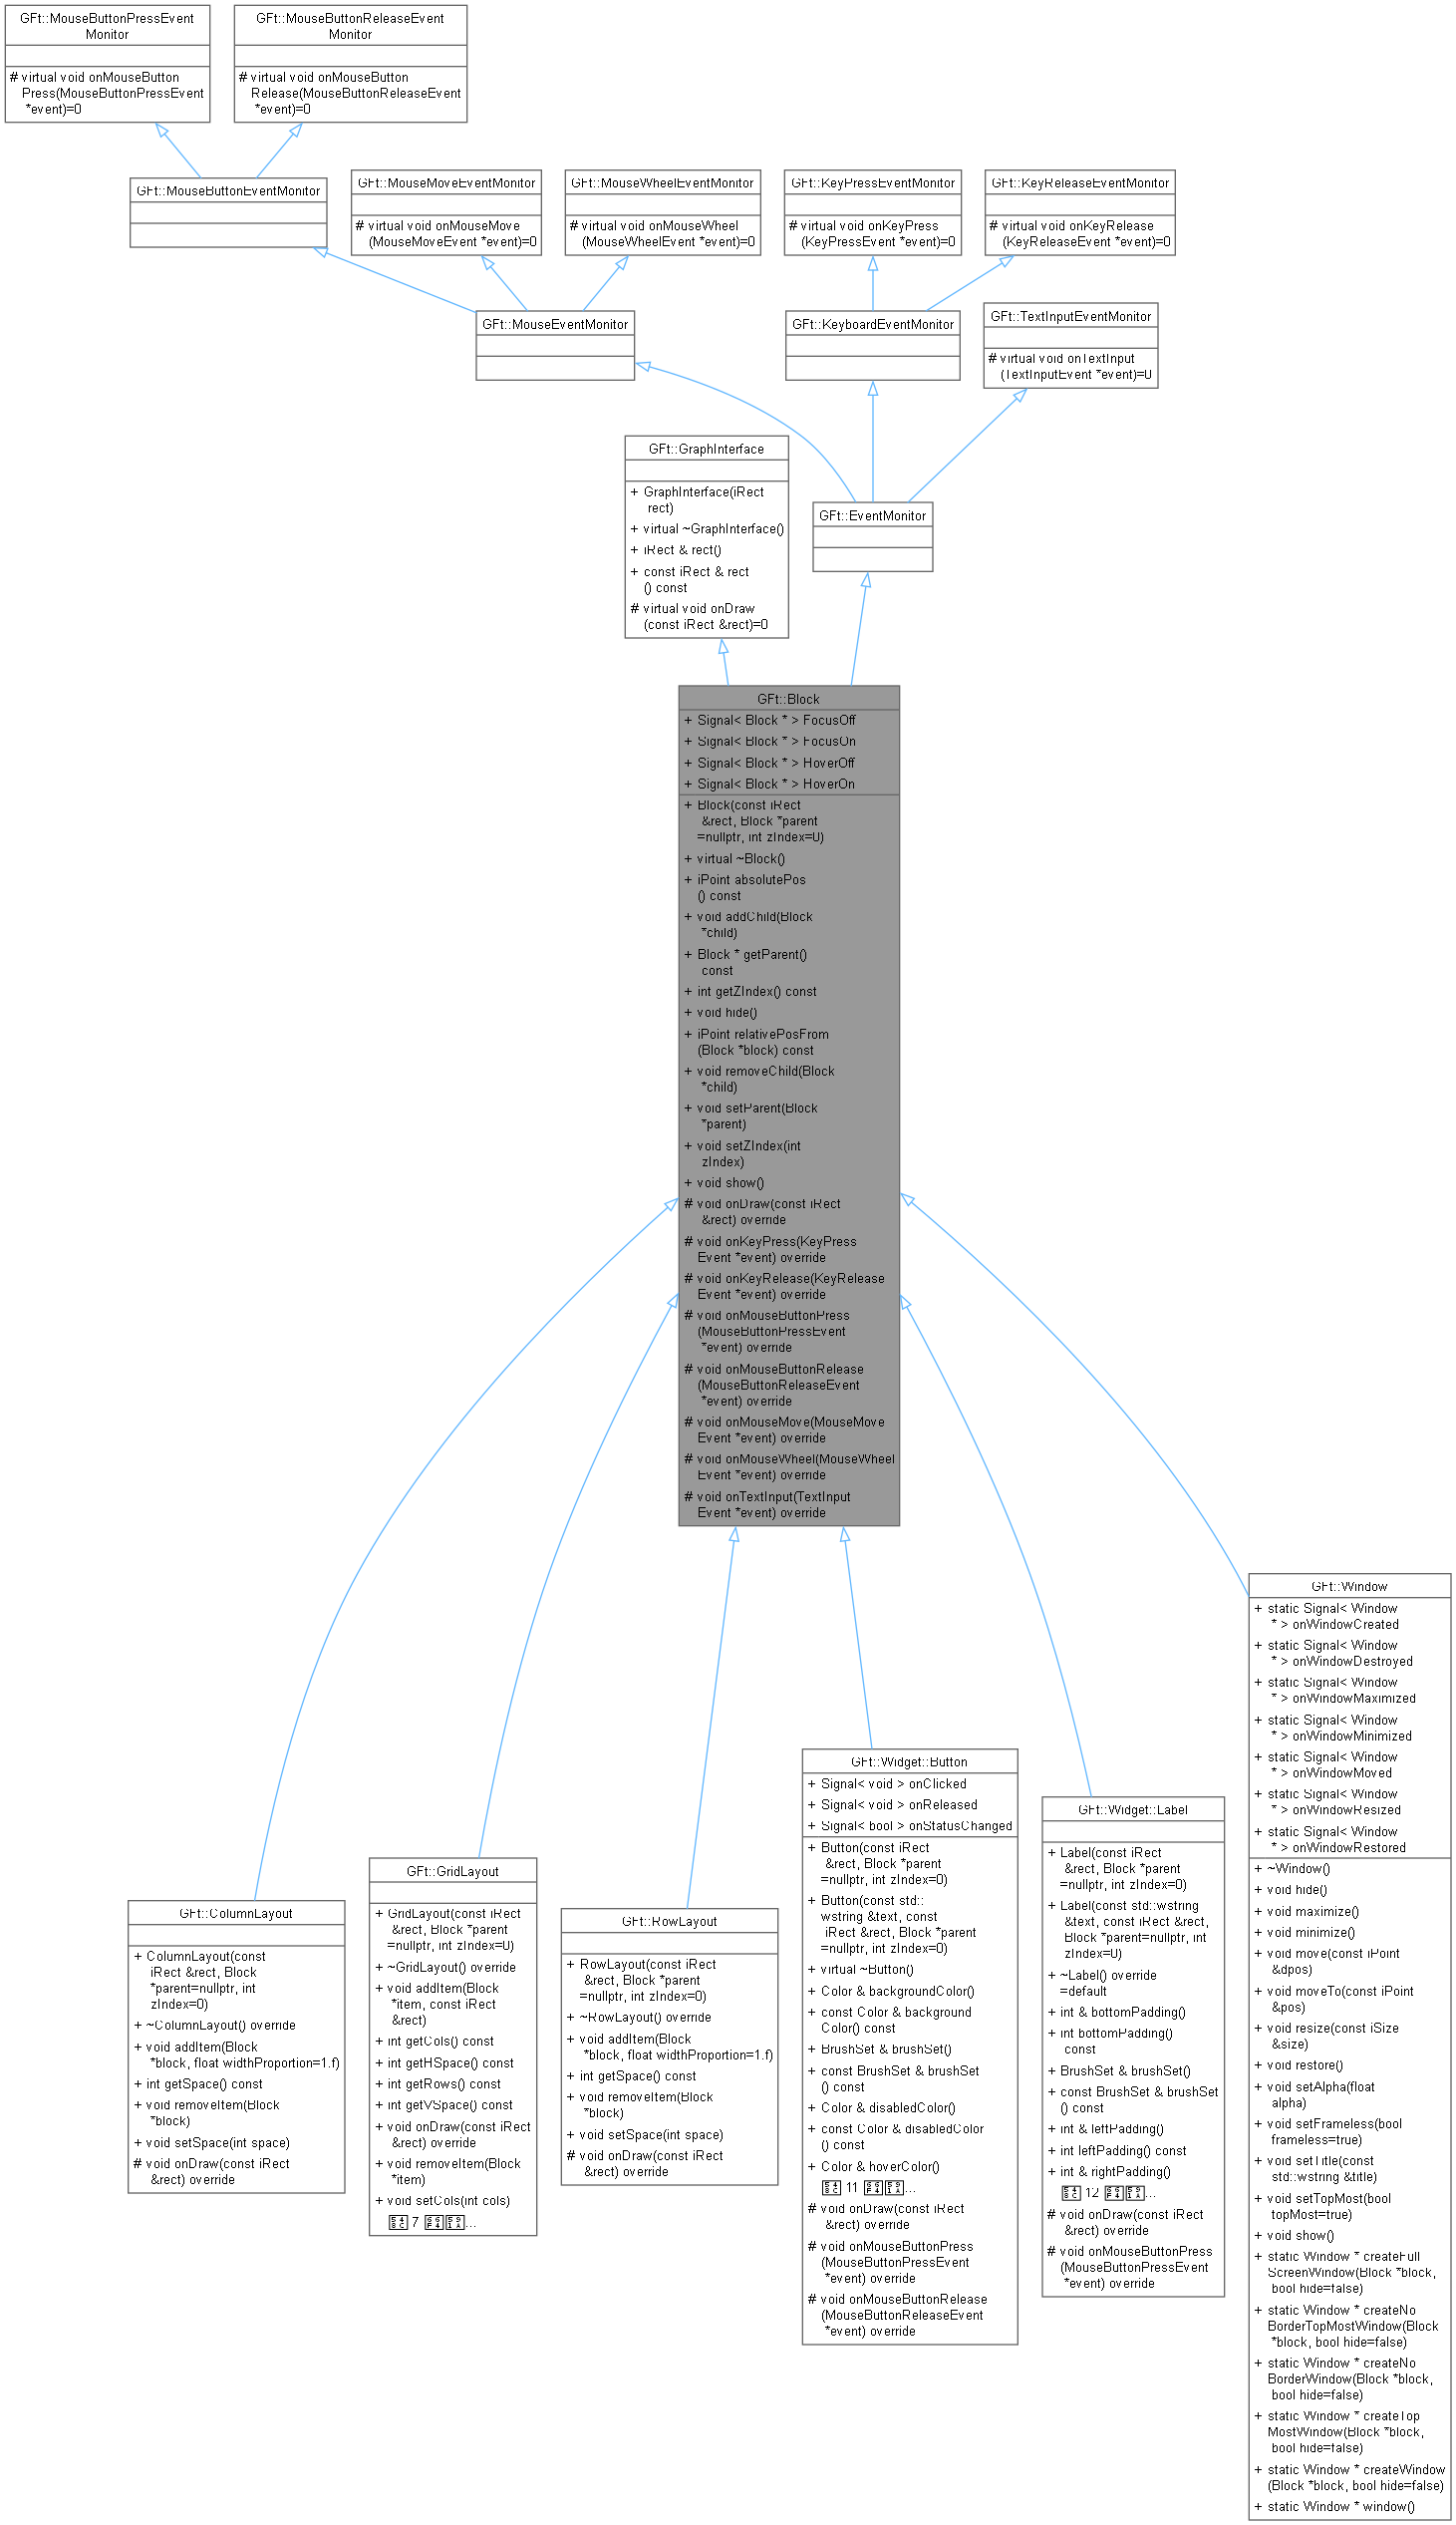 GFt::MouseButtonPressEvent
Monitor
# virtual void onMouseButton
Press(MouseButtonPressEvent
*event)=0
GFt::MouseButtonReleaseEvent
Monitor
# virtual void onMouseButton
Release(MouseButtonReleaseEvent
*event)=0
GFt::MouseButtonEventMonitor
GFt::MouseMoveEventMonitor
# virtual void onMouseMove
(MouseMoveEvent *event)=0
GFt::MouseWheelEventMonitor
# virtual void onMouseWheel
(MouseWheelEvent *event)=0
GFt::KeyPressEventMonitor
# virtual void onKeyPress
(KeyPressEvent *event)=0
GFt::KeyReleaseEventMonitor
# virtual void onKeyRelease
(KeyReleaseEvent *event)=0
GFt::MouseEventMonitor
GFt::KeyboardEventMonitor
GFt::TextInputEventMonitor
# virtual void onTextInput
(TextInputEvent *event)=0
GFt::GraphInterface
+ GraphInterface(iRect
rect)
+ virtual ~GraphInterface()
+ iRect & rect()
+ const iRect & rect
() const
# virtual void onDraw
(const iRect &rect)=0
GFt::EventMonitor
GFt::Block
+ Signal< Block * > FocusOff
+ Signal< Block * > FocusOn
+ Signal< Block * > HoverOff
+ Signal< Block * > HoverOn
+ Block(const iRect
&rect, Block *parent
=nullptr, int zIndex=0)
+ virtual ~Block()
+ iPoint absolutePos
() const
+ void addChild(Block
*child)
+ Block * getParent()
const
+ int getZIndex() const
+ void hide()
+ iPoint relativePosFrom
(Block *block) const
+ void removeChild(Block
*child)
+ void setParent(Block
*parent)
+ void setZIndex(int
zIndex)
+ void show()
# void onDraw(const iRect
&rect) override
# void onKeyPress(KeyPress
Event *event) override
# void onKeyRelease(KeyRelease
Event *event) override
# void onMouseButtonPress
(MouseButtonPressEvent
*event) override
# void onMouseButtonRelease
(MouseButtonReleaseEvent
*event) override
# void onMouseMove(MouseMove
Event *event) override
# void onMouseWheel(MouseWheel
Event *event) override
# void onTextInput(TextInput
Event *event) override
GFt::ColumnLayout
+ ColumnLayout(const
iRect &rect, Block
*parent=nullptr, int
zIndex=0)
+ ~ColumnLayout() override
+ void addItem(Block
*block, float widthProportion=1.f)
+ int getSpace() const
+ void removeItem(Block
*block)
+ void setSpace(int space)
# void onDraw(const iRect
&rect) override
GFt::GridLayout
+ GridLayout(const iRect
&rect, Block *parent
=nullptr, int zIndex=0)
+ ~GridLayout() override
+ void addItem(Block
*item, const iRect
&rect)
+ int getCols() const
+ int getHSpace() const
+ int getRows() const
+ int getVSpace() const
+ void onDraw(const iRect
&rect) override
+ void removeItem(Block
*item)
+ void setCols(int cols)
7 ...
GFt::RowLayout
+ RowLayout(const iRect
&rect, Block *parent
=nullptr, int zIndex=0)
+ ~RowLayout() override
+ void addItem(Block
*block, float widthProportion=1.f)
+ int getSpace() const
+ void removeItem(Block
*block)
+ void setSpace(int space)
# void onDraw(const iRect
&rect) override
GFt::Widget::Button
+ Signal< void > onClicked
+ Signal< void > onReleased
+ Signal< bool > onStatusChanged
+ Button(const iRect
&rect, Block *parent
=nullptr, int zIndex=0)
+ Button(const std::
wstring &text, const
iRect &rect, Block *parent
=nullptr, int zIndex=0)
+ virtual ~Button()
+ Color & backgroundColor()
+ const Color & background
Color() const
+ BrushSet & brushSet()
+ const BrushSet & brushSet
() const
+ Color & disabledColor()
+ const Color & disabledColor
() const
+ Color & hoverColor()
11 ...
# void onDraw(const iRect
&rect) override
# void onMouseButtonPress
(MouseButtonPressEvent
*event) override
# void onMouseButtonRelease
(MouseButtonReleaseEvent
*event) override
GFt::Widget::Label
+ Label(const iRect
&rect, Block *parent
=nullptr, int zIndex=0)
+ Label(const std::wstring
&text, const iRect &rect,
Block *parent=nullptr, int
zIndex=0)
+ ~Label() override
=default
+ int & bottomPadding()
+ int bottomPadding()
const
+ BrushSet & brushSet()
+ const BrushSet & brushSet
() const
+ int & leftPadding()
+ int leftPadding() const
+ int & rightPadding()
12 ...
# void onDraw(const iRect
&rect) override
# void onMouseButtonPress
(MouseButtonPressEvent
*event) override
GFt::Window
+ static Signal< Window
* > onWindowCreated
+ static Signal< Window
* > onWindowDestroyed
+ static Signal< Window
* > onWindowMaximized
+ static Signal< Window
* > onWindowMinimized
+ static Signal< Window
* > onWindowMoved
+ static Signal< Window
* > onWindowResized
+ static Signal< Window
* > onWindowRestored
+ ~Window()
+ void hide()
+ void maximize()
+ void minimize()
+ void move(const iPoint
&dpos)
+ void moveTo(const iPoint
&pos)
+ void resize(const iSize
&size)
+ void restore()
+ void setAlpha(float
alpha)
+ void setFrameless(bool
frameless=true)
+ void setTitle(const
std::wstring &title)
+ void setTopMost(bool
topMost=true)
+ void show()
+ static Window * createFull
ScreenWindow(Block *block,
bool hide=false)
+ static Window * createNo
BorderTopMostWindow(Block
*block, bool hide=false)
+ static Window * createNo
BorderWindow(Block *block,
bool hide=false)
+ static Window * createTop
MostWindow(Block *block,
bool hide=false)
+ static Window * createWindow
(Block *block, bool hide=false)
+ static Window * window()